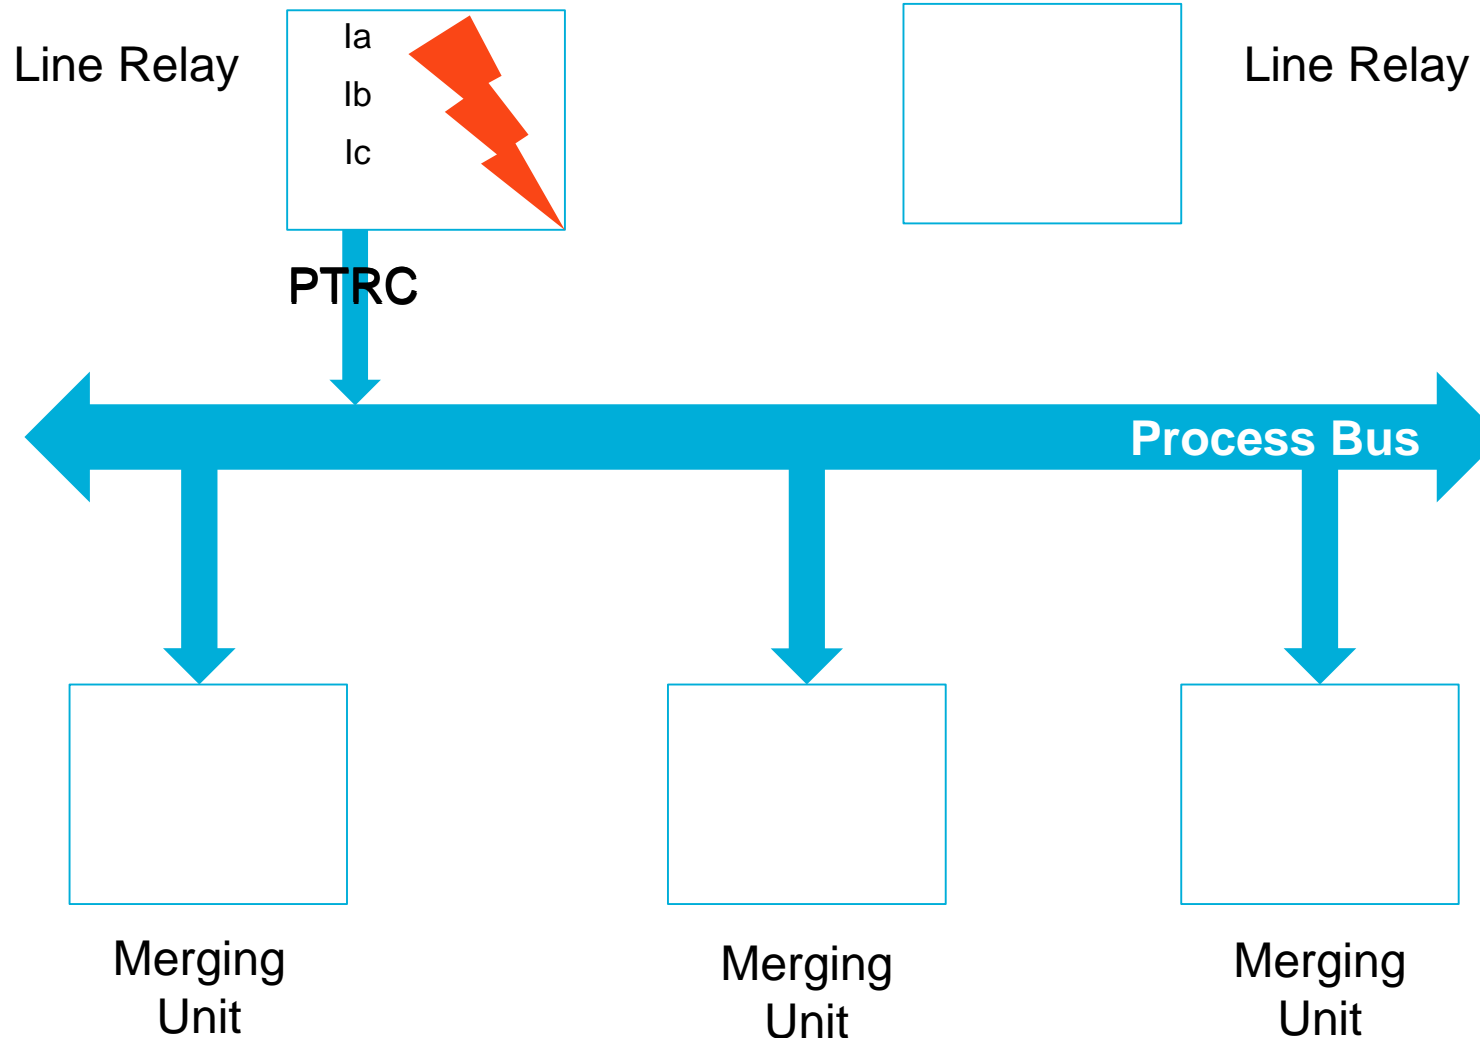 Line Relay
Ia
Ib
Ic
Line Relay
PTRC
Process Bus
Merging
Unit
Merging
Unit
Merging
Unit